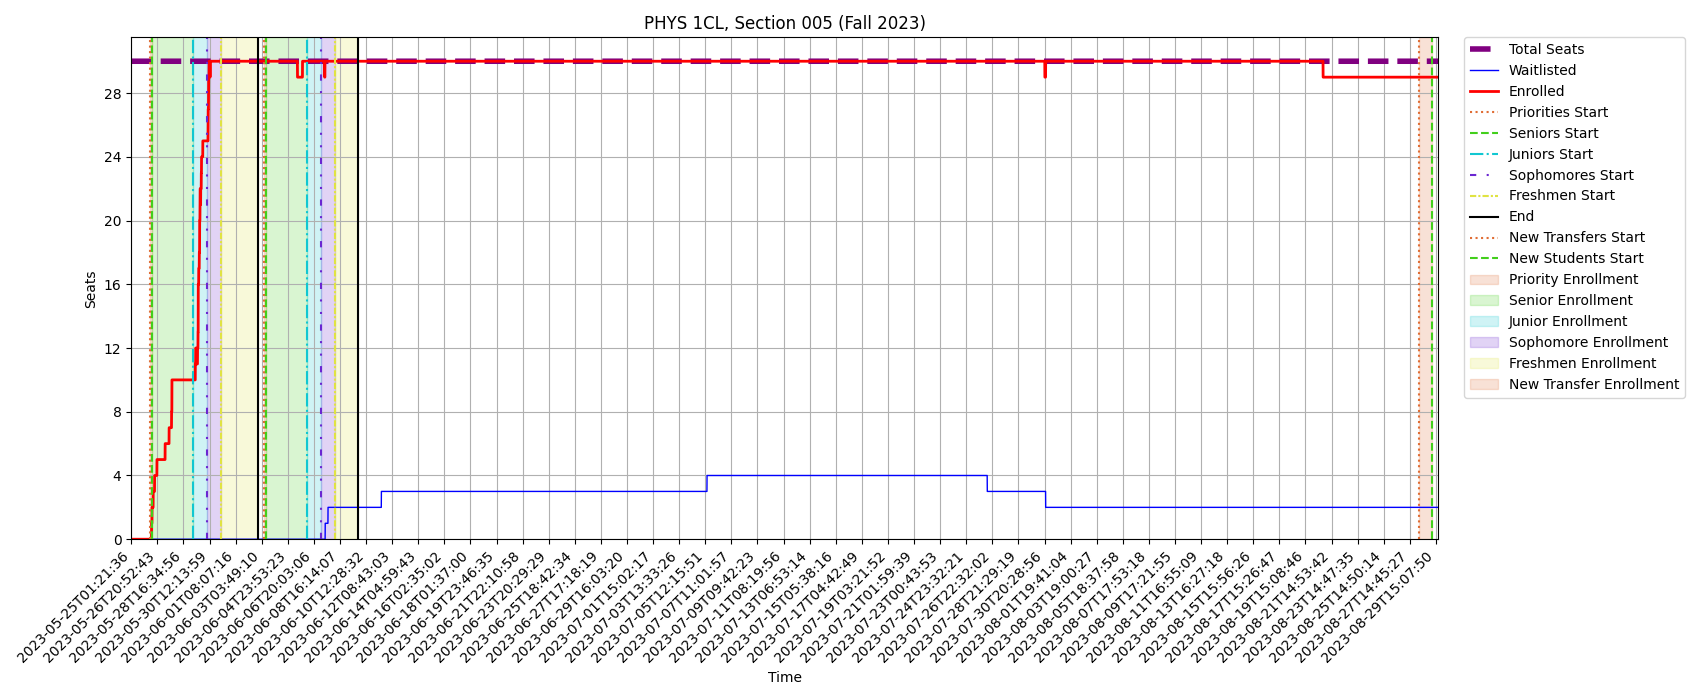 PHYS 1CL, Section 005 (Fall 2023)
Seats
28
24
20
16
12
8
4
0
2023-05-25T01:21:36
2023-05-26T20:52:43
2023-05-28T16:34:56
2023-05-30T12:13:59
2023-06-01T08:07:16
2023-06-03T03:49:10
2023-06-04T23:53:23
2023-06-06T20:03:06
2023-06-08T16:14:07
2023-06-10T12:28:32
2023-06-12T08:43:03
2023-06-14T04:59:43
2023-06-16T02:35:02
2023-06-18T01:37:00
2023-06-19T23:46:35
2023-06-21T22:10:58
2023-06-23T20:29:29
2023-06-25T18:42:34
2023-06-27T17:18:19
2023-06-29T16:03:20
2023-07-01T15:02:17
2023-07-03T13:33:26
2023-07-05T12:15:51
2023-07-07T11:01:57
2023-07-09T09:42:23
2023-07-11T08:19:56
2023-07-13T06:53:14
2023-07-15T05:38:16
2023-07-17T04:42:49
2023-07-19T03:21:52
2023-07-21T01:59:39
2023-07-23T00:43:53
2023-07-24T23:32:21
2023-07-26T22:32:02
2023-07-28T21:29:19
2023-07-30T20:28:56
2023-08-01T19:41:04
2023-08-03T19:00:27
2023-08-05T18:37:58
2023-08-07T17:53:18
2023-08-09T17:21:55
2023-08-11T16:55:09
2023-08-13T16:27:18
2023-08-15T15:56:26
2023-08-17T15:26:47
2023-08-19T15:08:46
2023-08-21T14:53:42
2023-08-23T14:47:35
2023-08-25T14:50:14
2023-08-27T14:45:27
2023-08-29T15:07:50
Time
Total Seats
Waitlisted
Enrolled
Priorities Start
Seniors Start
Juniors Start
Sophomores Start
Freshmen Start
End
New Transfers Start
New Students Start
Priority Enrollment
Senior Enrollment
Junior Enrollment
Sophomore Enrollment
Freshmen Enrollment
New Transfer Enrollment